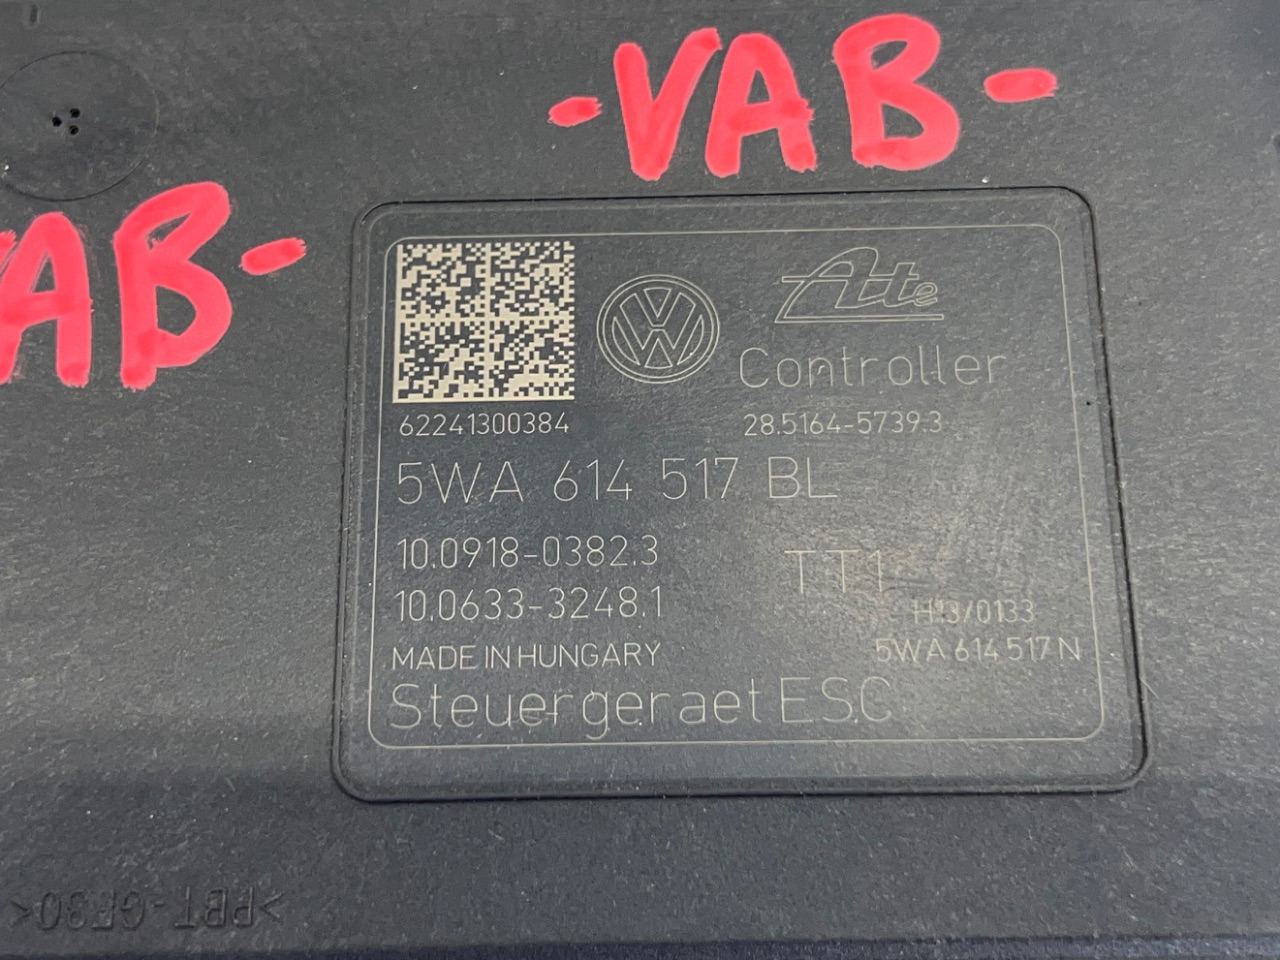 -VAB-
AB-
Ate
Controller
62241300384
28.5164-5739.3
5WA 614 517 BL
10.0918-0382.3
TT1
10.0633-3248.1
H13/0133
MADE IN HUNGARY
5WA 614 517 N
Steuergeraet ESC
>PBT-GF30<